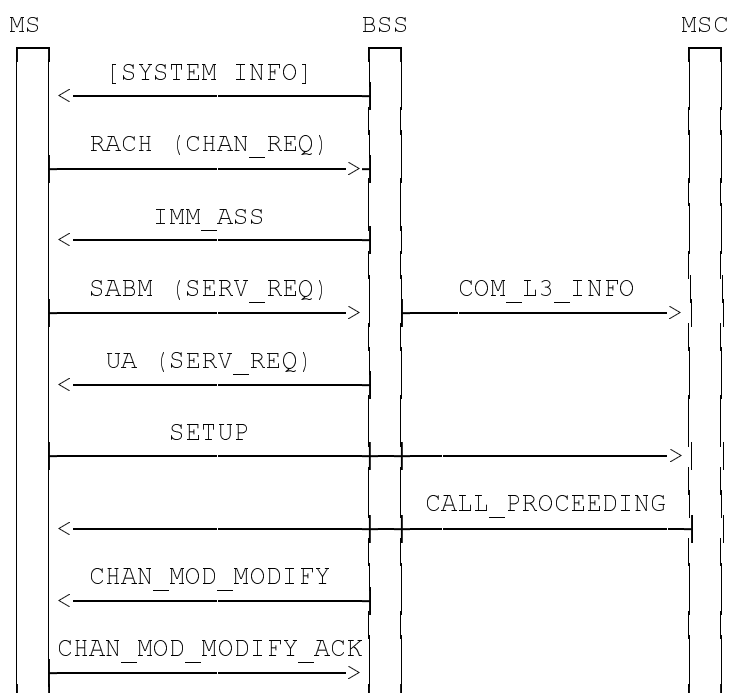 MS BSS MSC
[SYSTEM INFO]
RACH (CHAN_REQ)
IMM_ASS
SABM (SERV_REQ) COM_L3_INFO
UA (SERV_REQ)
SETUP
CALL_PROCEEDING
CHAN_MOD_MODIFY
CHAN_MOD_MODIFY_ACK